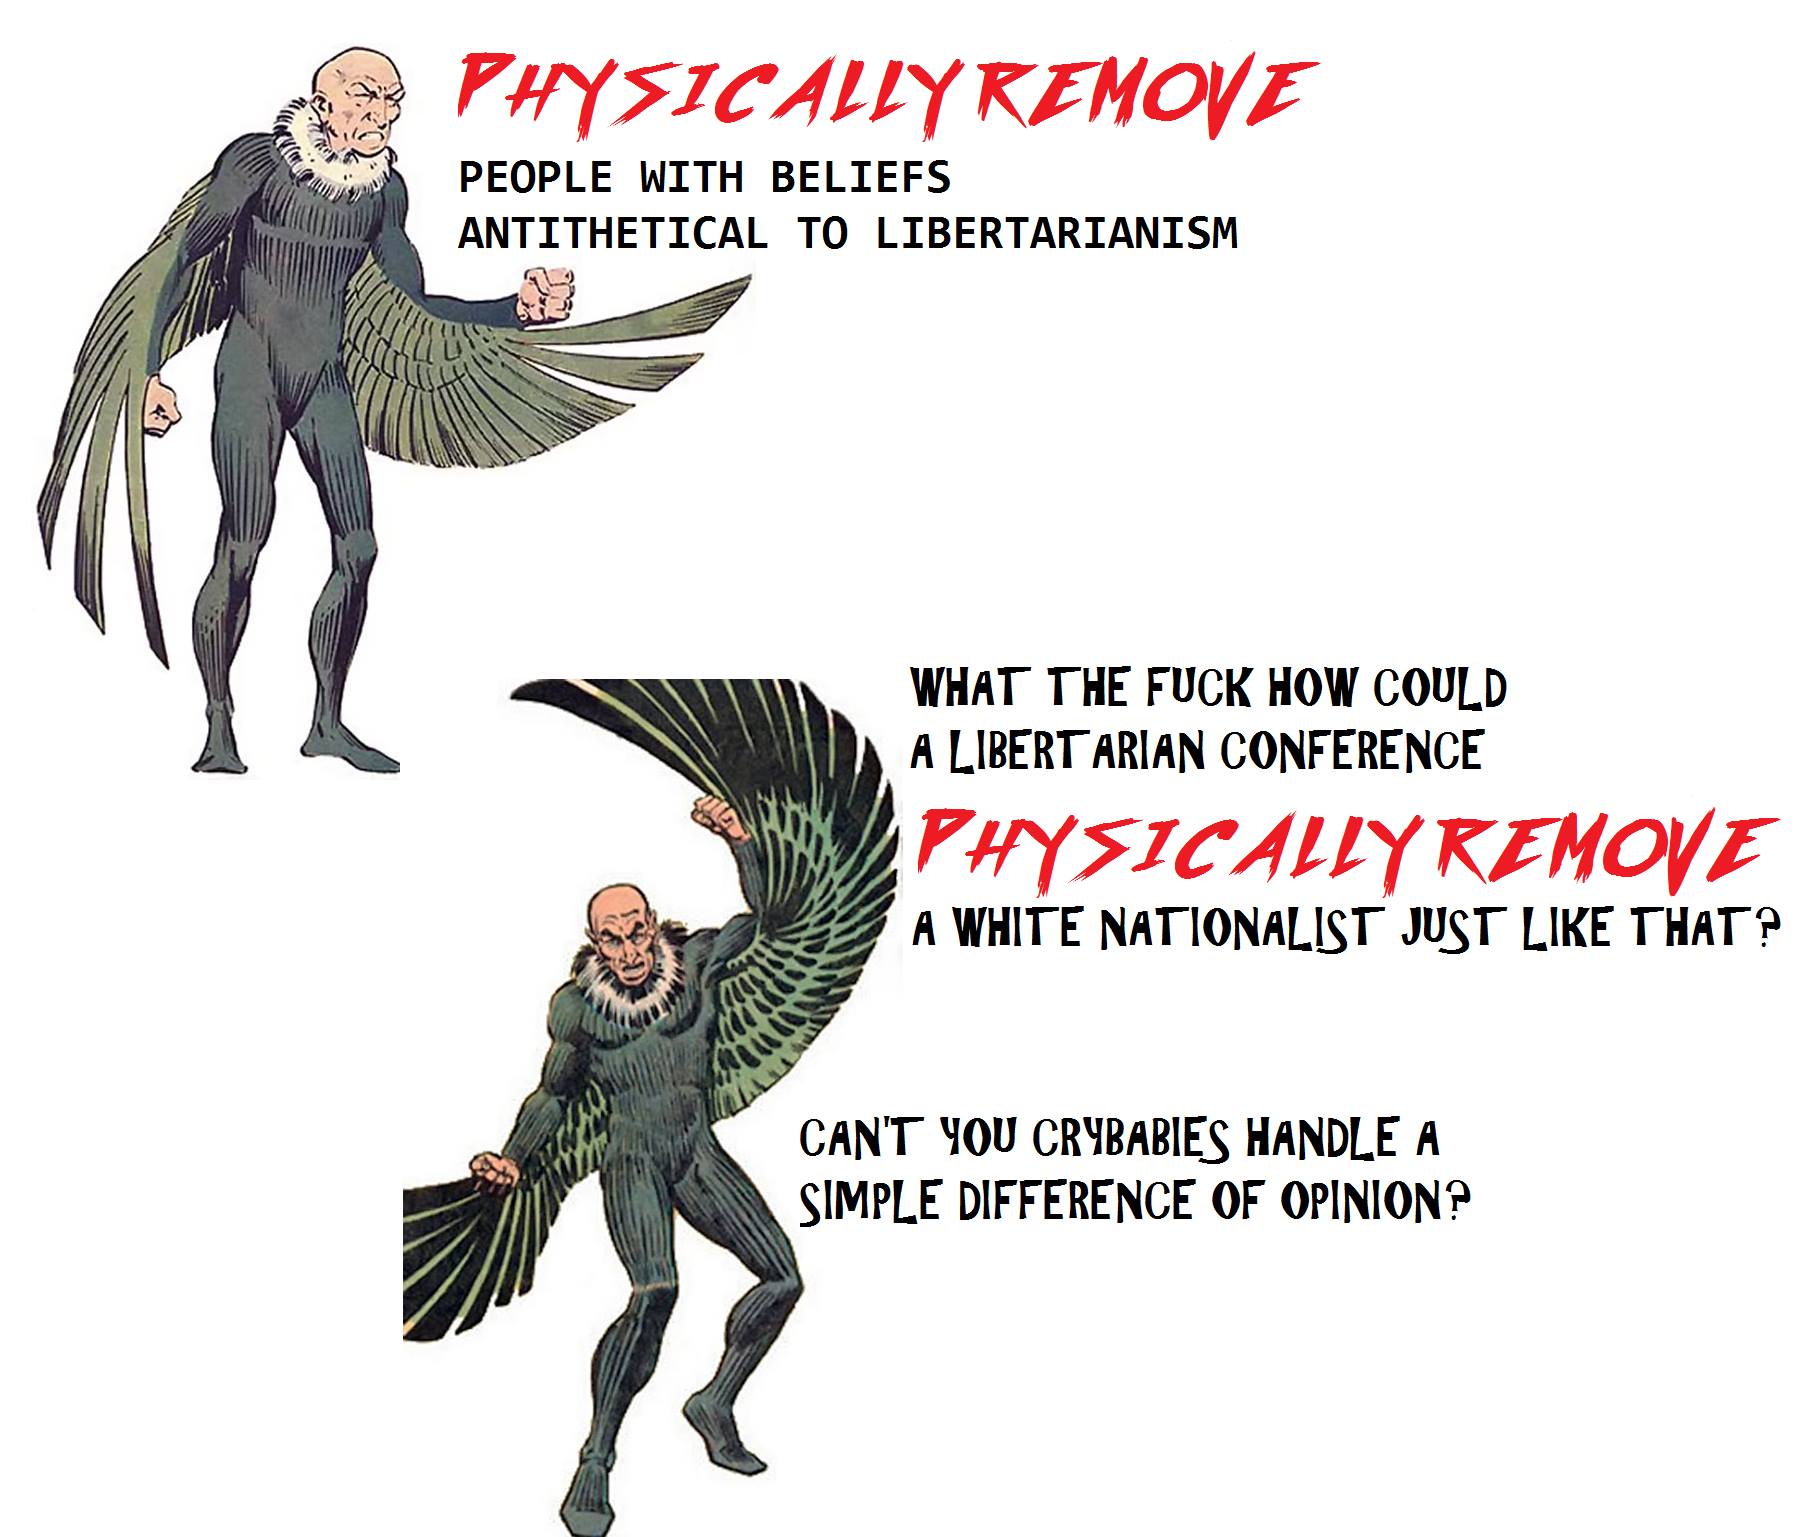 PHYSICALLY REMOVE
PEOPLE WITH BELIEFS
ANTITHETICAL TO LIBERTARIANISM
WHAT THE FUCK HOW COULD
A LIBERTARIAN CONFERENCE
PHYSICALLY REMOVE
A WHITE NATIONALIST JUST LIKE THAT?
CAN'T YOU CRYBABIES HANDLE A
SIMPLE DIFFERENCE OF OPINION?